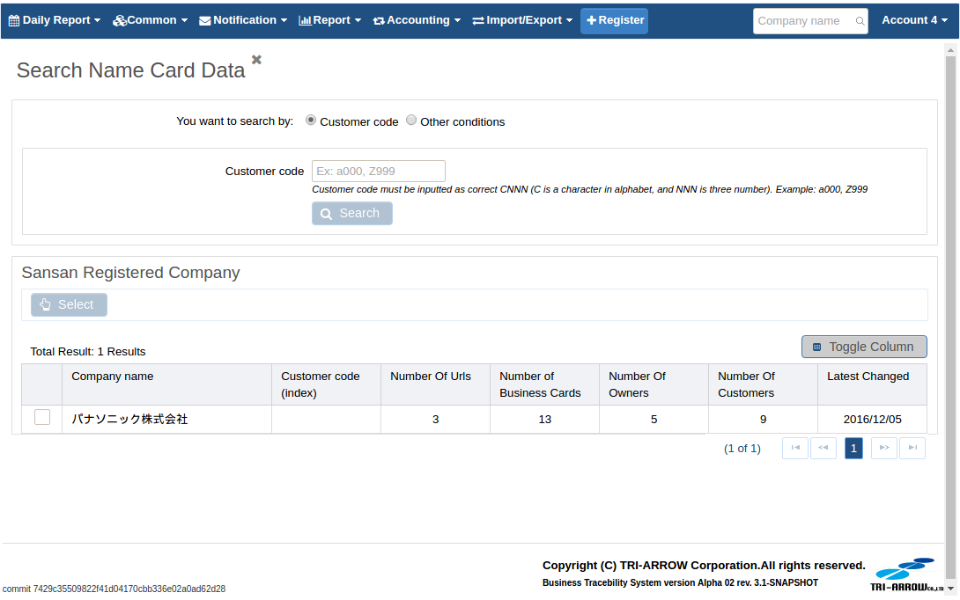 Daily Report Common Notification Report Accounting Import/Export Register Company name Account 4
Search Name Card Data
You want to search by: Customer code Other conditions
Customer code Ex: a000, Z999
Customer code must be inputted as correct CNNN (C is a character in alphabet, and NNN is three number). Example: a000, Z999
Search
Sansan Registered Company
Select
Total Result: 1 Results Toggle Column
Company name Customer code (index) Number Of Urls Number of Business Cards Number Of Owners Number Of Customers Latest Changed
パナソニック株式会社 3 13 5 9 2016/12/05
(1 of 1) 1
Copyright (C) TRI-ARROW Corporation.All rights reserved.
Business Tracebility System version Alpha 02 rev. 3.1-SNAPSHOT
TRI-ARROW CO.,LTD
commit 7429c35509822f41d04170cbb336e02a0ad62d28